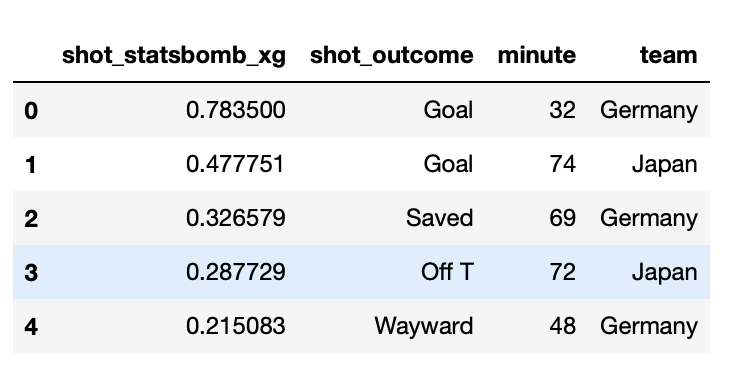 shot_statsbomb_xg shot_outcome minute team
0 0.783500 Goal 32 Germany
1 0.477751 Goal 74 Japan
2 0.326579 Saved 69 Germany
3 0.287729 Off T 72 Japan
4 0.215083 Wayward 48 Germany